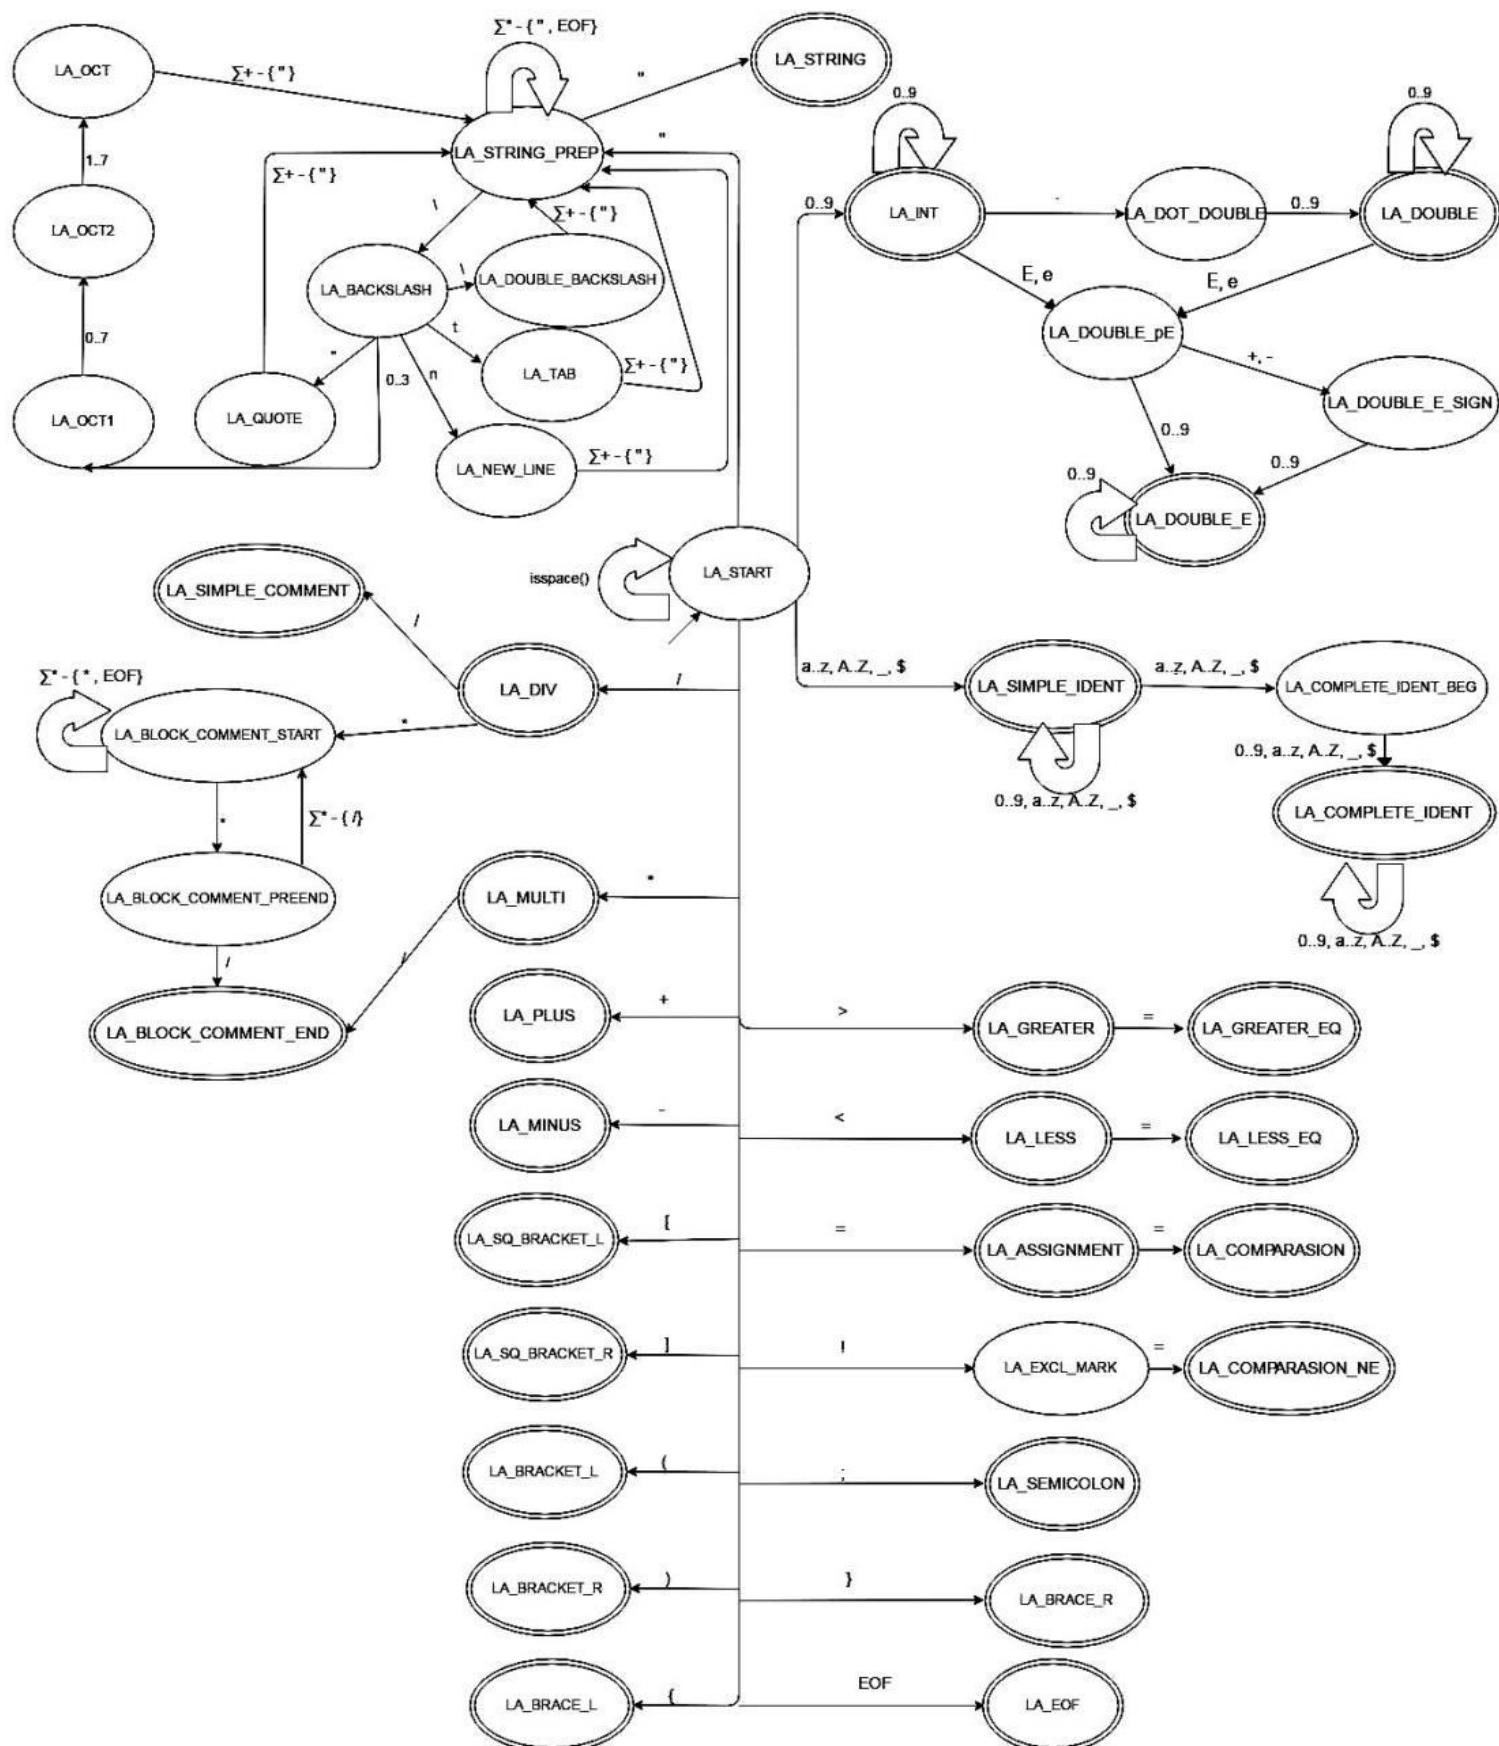 Σ*-{", EOF}
LA_OCT
Σ+-{"}
"
LA_STRING
0..9
0..9
LA_STRING_PREP
"
1..7
Σ+-{"}
0..9
LA_INT
.
LA_DOT_DOUBLE
0..9
LA_DOUBLE
LA_OCT2
\
Σ+-{"}
E, e
E, e
LA_BACKSLASH
\
LA_DOUBLE_BACKSLASH
t
LA_DOUBLE_pE
0..7
"
n
LA_TAB
Σ+-{"}
+, -
0..3
LA_OCT1
LA_QUOTE
LA_DOUBLE_E_SIGN
0..9
LA_NEW_LINE
Σ+-{"}
0..9
0..9
LA_DOUBLE_E
isspace()
LA_START
LA_SIMPLE_COMMENT
/
Σ*-{*, EOF}
LA_DIV
/
a..z, A..Z, _, $
LA_SIMPLE_IDENT
a..z, A..Z, _, $
LA_COMPLETE_IDENT_BEG
LA_BLOCK_COMMENT_START
*
0..9, a..z, A..Z, _, $
0..9, a..z, A..Z, _, $
*
Σ*-{/}
LA_COMPLETE_IDENT
LA_BLOCK_COMMENT_PREEND
LA_MULTI
*
0..9, a..z, A..Z, _, $
/
/
LA_BLOCK_COMMENT_END
LA_PLUS
+
>
LA_GREATER
=
LA_GREATER_EQ
LA_MINUS
-
<
LA_LESS
=
LA_LESS_EQ
LA_SQ_BRACKET_L
[
=
LA_ASSIGNMENT
=
LA_COMPARASION
LA_SQ_BRACKET_R
]
!
LA_EXCL_MARK
=
LA_COMPARASION_NE
LA_BRACKET_L
(
;
LA_SEMICOLON
LA_BRACKET_R
)
}
LA_BRACE_R
LA_BRACE_L
{
EOF
LA_EOF